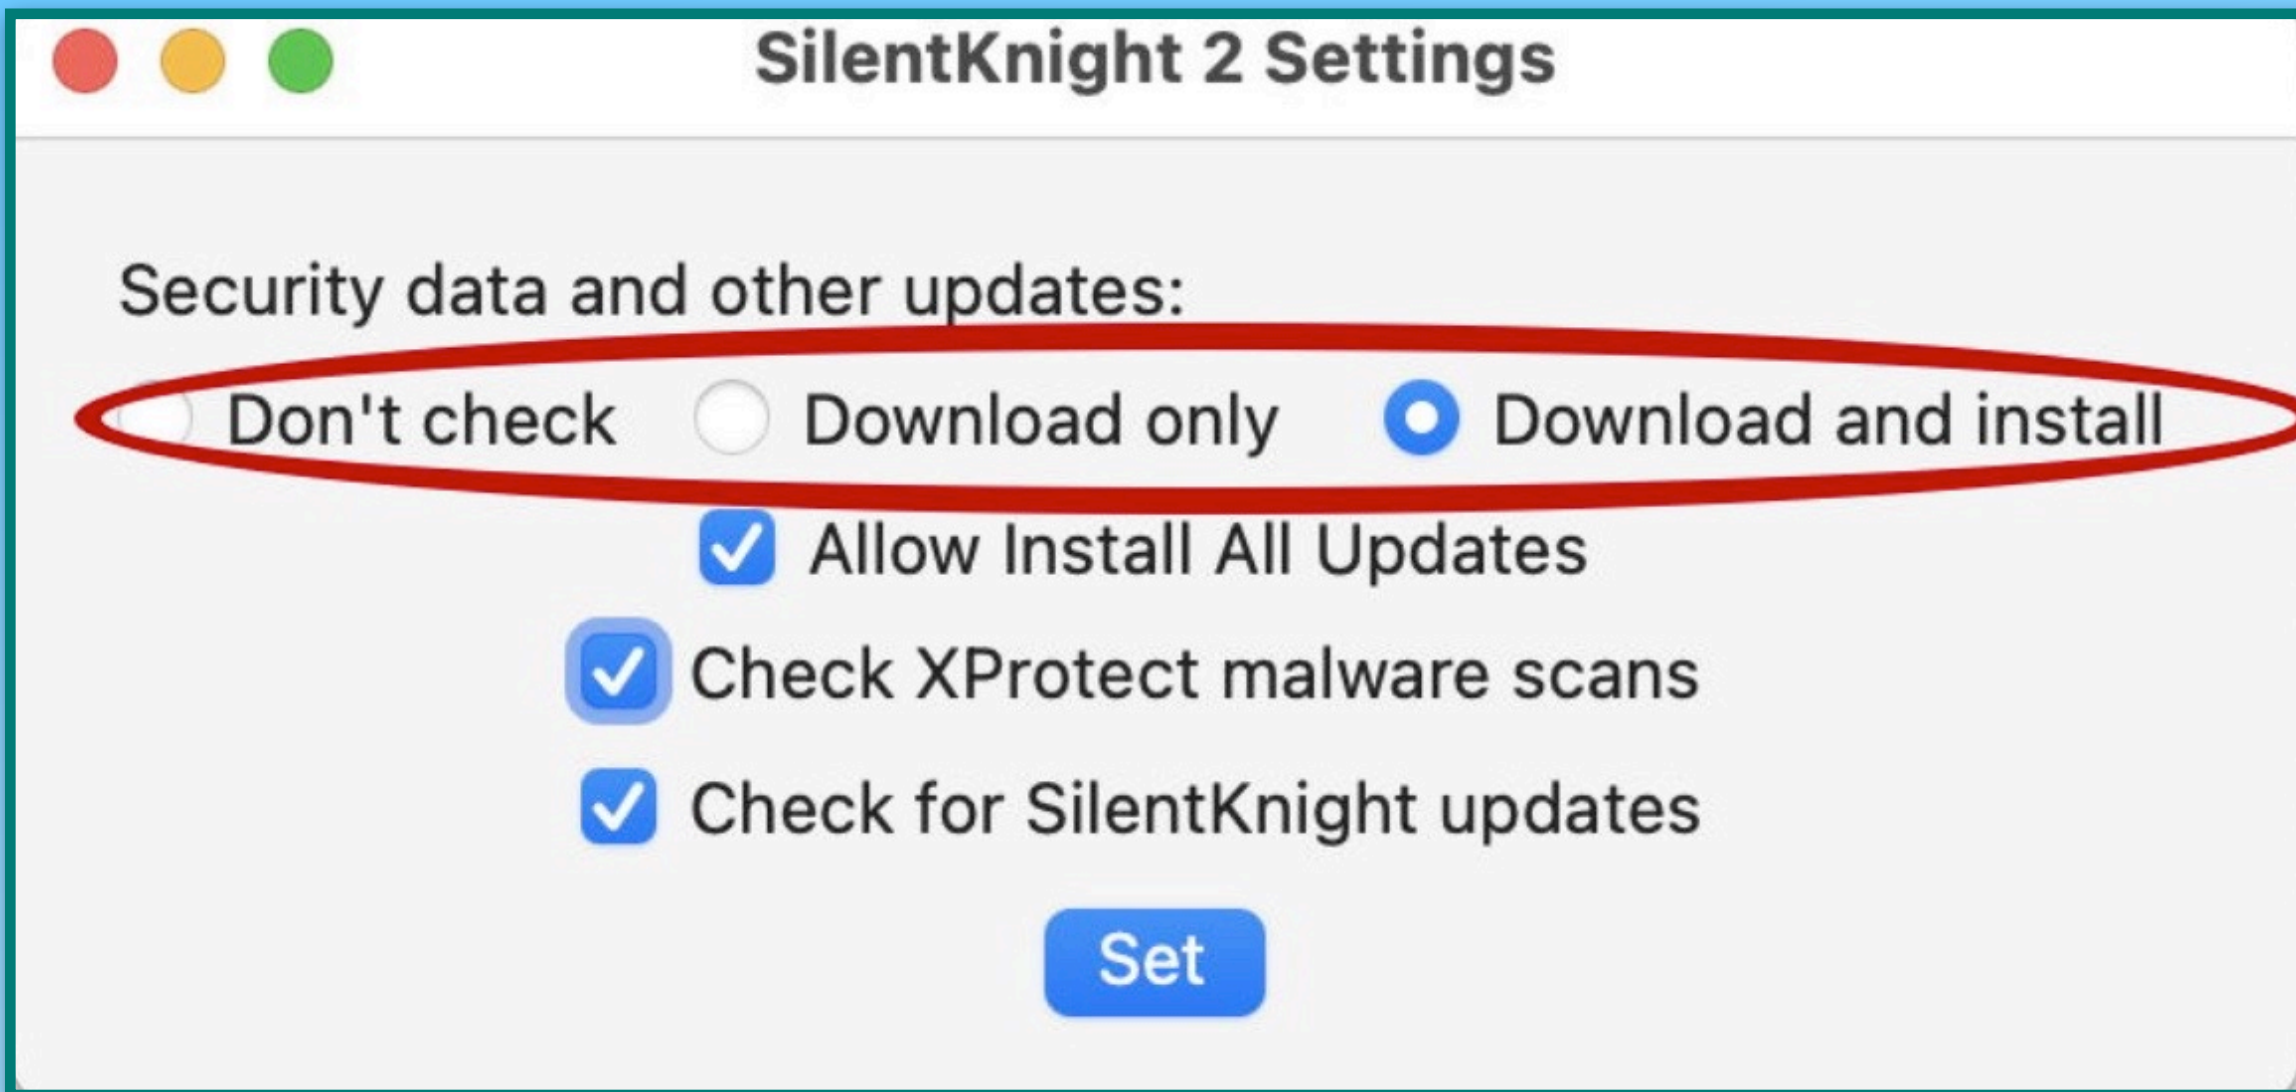 SilentKnight 2 Settings
Security data and other updates:
Don't check Download only Download and install
Allow Install All Updates
Check XProtect malware scans
Check for SilentKnight updates
Set